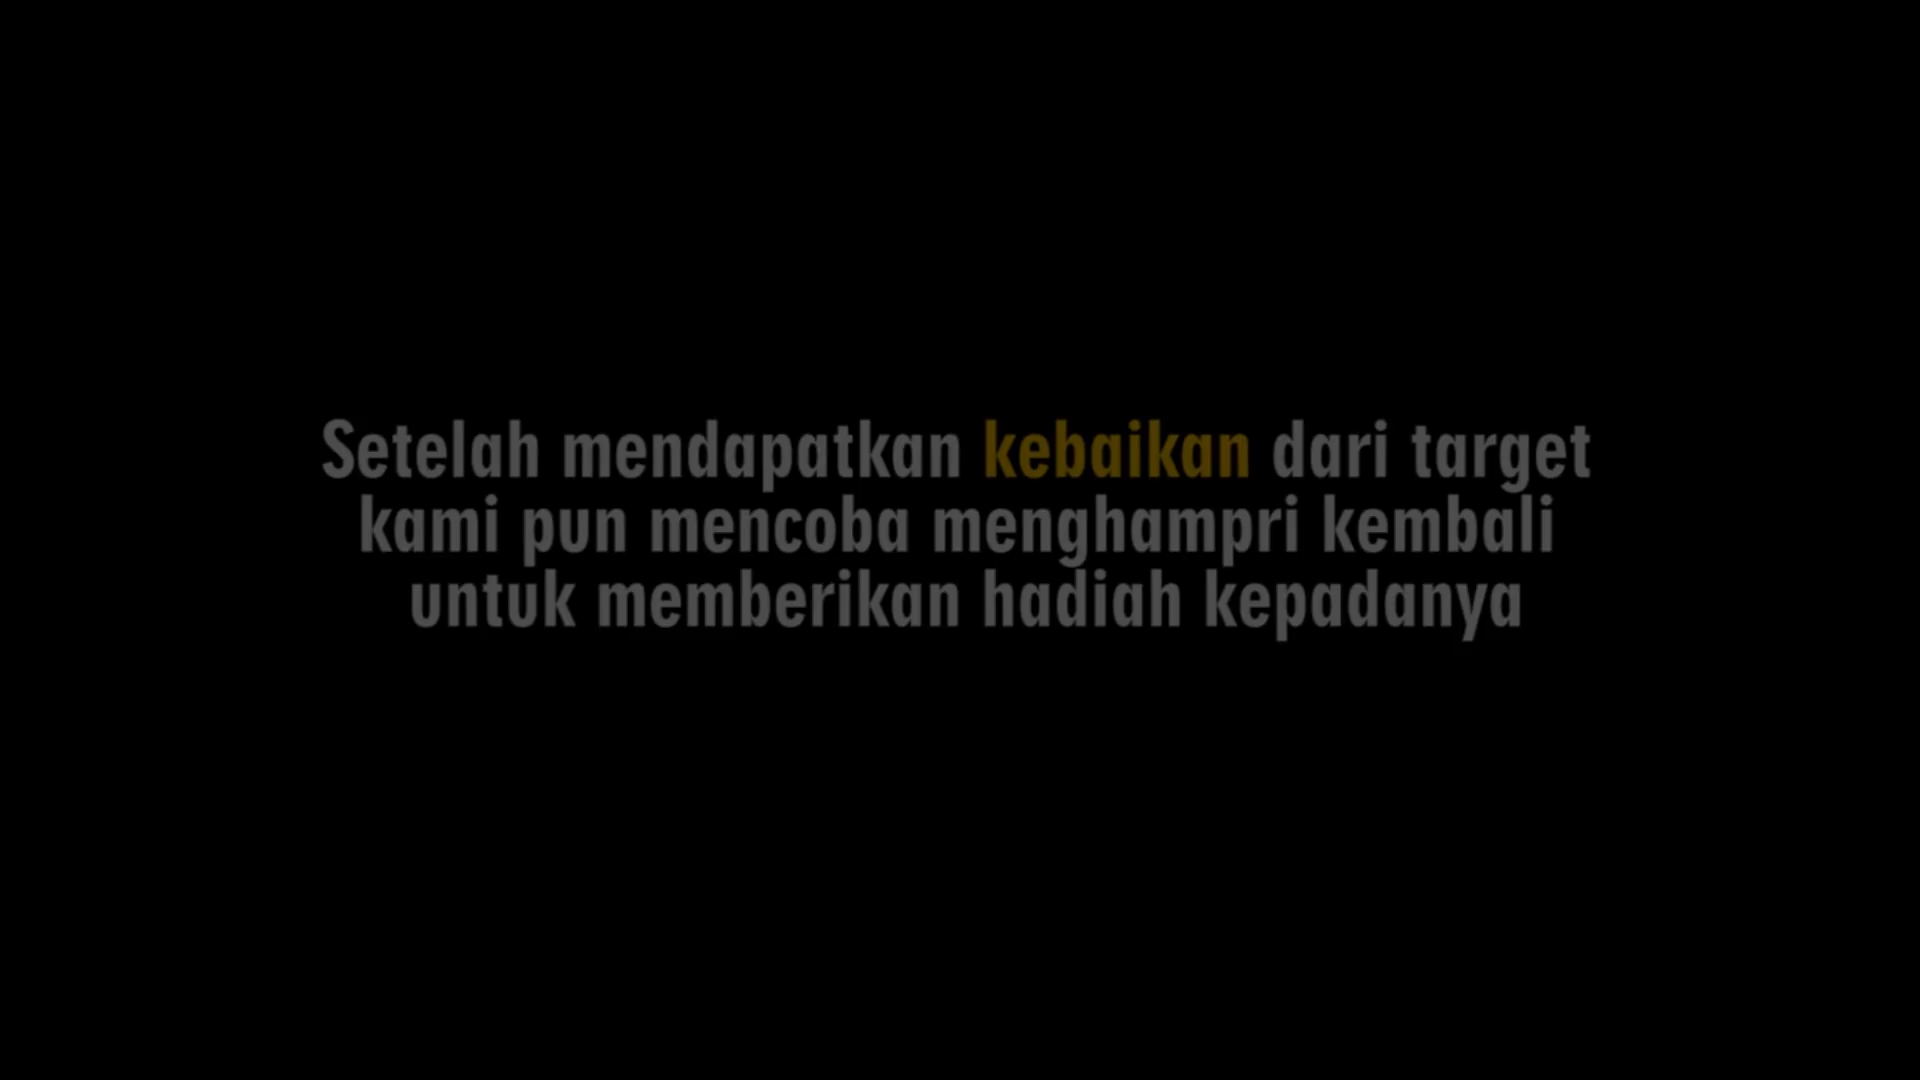 Setelah mendapatkan kebaikan dari target
kami pun mencoba menghampri kembali
untuk memberikan hadiah kepadanya